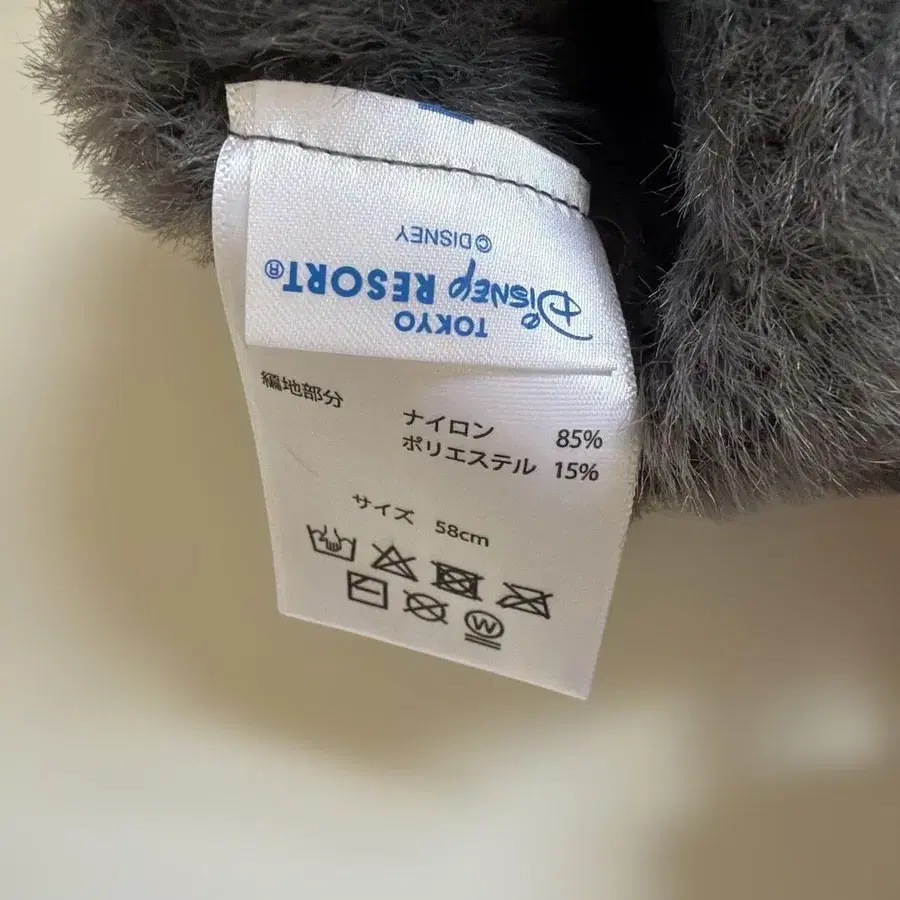 © DISNEY
TOKYO
Disney RESORT®
編地部分
ナイロン 85%
ポリエステル 15%
サイズ 58cm
W